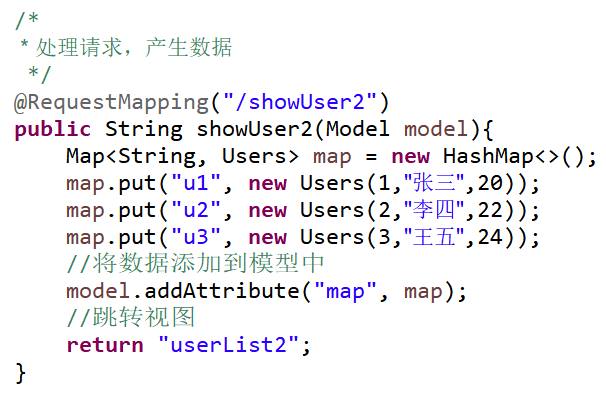 /*
 * 处理请求，产生数据
 */
@RequestMapping("/showUser2")
public String showUser2(Model model){
    Map<String, Users> map = new HashMap<>();
    map.put("u1", new Users(1,"张三",20));
    map.put("u2", new Users(2,"李四",22));
    map.put("u3", new Users(3,"王五",24));
    //将数据添加到模型中
    model.addAttribute("map", map);
    //跳转视图
    return "userList2";
}